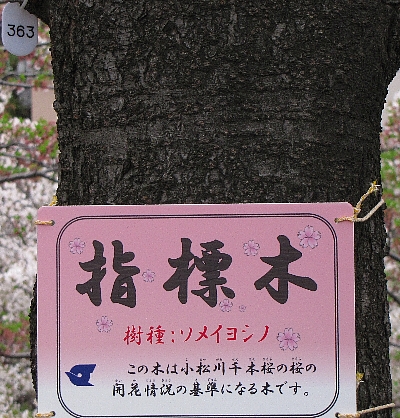 363
指標木
樹種:ソメイヨシノ
この木は小松川千本桜の桜の
開花情況の基準になる木です。